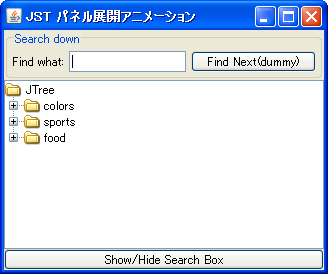 JST パネル展開アニメーション
Search down
Find what:
Find Next(dummy)
JTree
colors
sports
food
Show/Hide Search Box